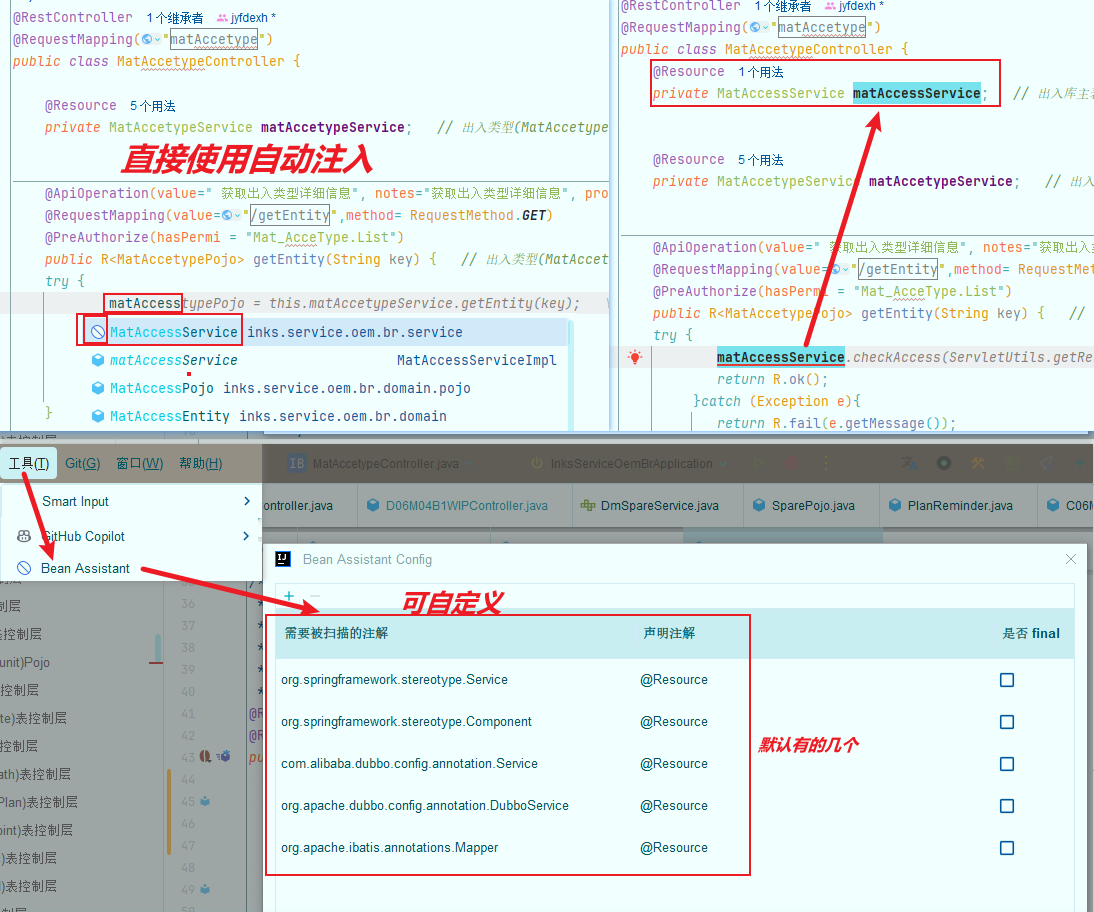 @RestController 1个继承者 jyfdexh *
@RequestMapping("matAccetype")
public class MatAccetypeController {
@Resource 5个用法
private MatAccetypeService matAccetypeService; // 出入类型(MatAccetype
直接使用自动注入
@ApiOperation(value=" 获取出入类型详细信息", notes="获取出入类型详细信息", pro
@RequestMapping(value="/getEntity",method= RequestMethod.GET)
@PreAuthorize(hasPermi = "Mat_AcceType.List")
public R<MatAccetypePojo> getEntity(String key) { // 出入类型(MatAccet
try {
matAccesstypePojo = this.matAccetypeService.getEntity(key);
MatAccessService inks.service.oem.br.service
matAccessService MatAccessServiceImpl
MatAccessPojo inks.service.oem.br.domain.pojo
MatAccessEntity inks.service.oem.br.domain
}
@RestController 1个继承者 jyfdexh *
@RequestMapping("matAccetype")
public class MatAccetypeController {
@Resource 1个用法
private MatAccessService matAccessService; // 出入库主表
@Resource 5个用法
private MatAccetypeService matAccetypeService; // 出入
@ApiOperation(value=" 获取出入类型详细信息", notes="获取出入
@RequestMapping(value="/getEntity",method= RequestMet
@PreAuthorize(hasPermi = "Mat_AcceType.List")
public R<MatAccetypePojo> getEntity(String key) { //
try {
matAccessService.checkAccess(ServletUtils.getRe
return R.ok();
}catch (Exception e){
return R.fail(e.getMessage());
工具(T) Git(G) 窗口(W) 帮助(H)
IB MatAccetypeController.java InksServiceOemBrApplication
Smart Input
GitHub Copilot
Bean Assistant
ontroller.java D06M04B1WIPController.java DmSpareService.java SparePojo.java PlanReminder.java C06M
制层
表控制层
unit)Pojo
控制层
te)表控制层
控制层
ath)表控制层
Plan)表控制层
oint)表控制层
)表控制层
)表控制层
36
37
38
39
40
41 @R
42 @R
43 pu
44
45
46
47
48
49
50
IJ Bean Assistant Config
+ −
可自定义
需要被扫描的注解 声明注解 是否 final
org.springframework.stereotype.Service @Resource
org.springframework.stereotype.Component @Resource
默认有的几个
com.alibaba.dubbo.config.annotation.Service @Resource
org.apache.dubbo.config.annotation.DubboService @Resource
org.apache.ibatis.annotations.Mapper @Resource